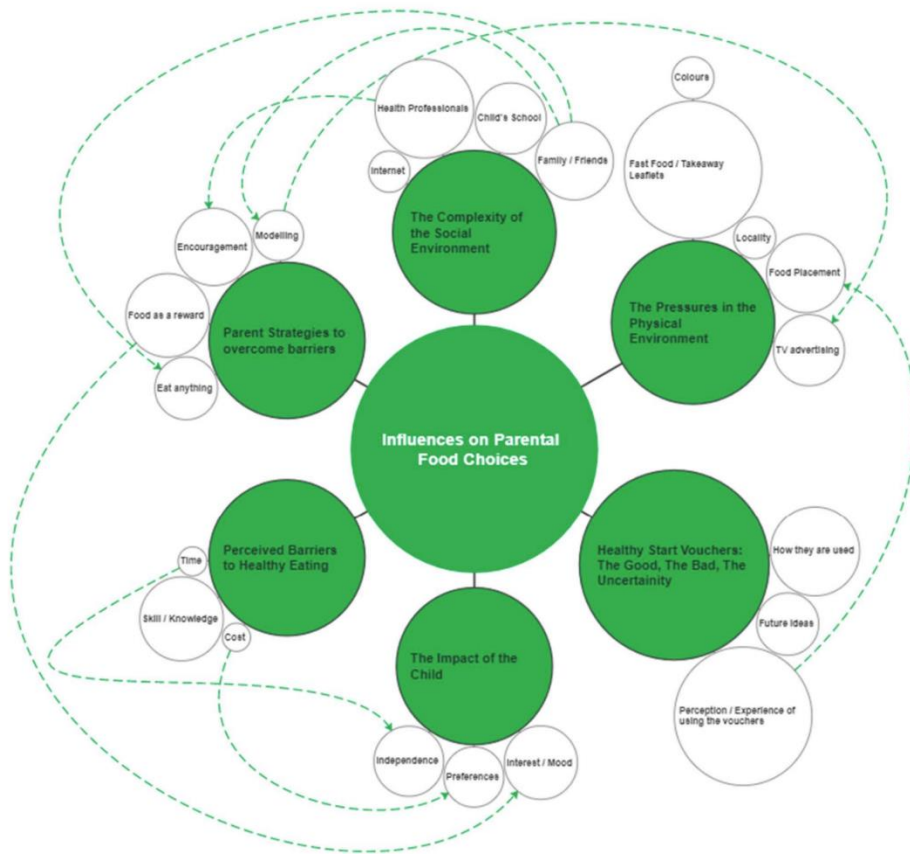 Colours
Health Professionals
Child's School
Family / Friends
Internet
Fast Food / Takeaway
Leaflets
The Complexity of
the Social
Environment
Modelling
Encouragement
Locality
Food Placement
Food as a reward
Parent Strategies to
overcome barriers
Eat anything
The Pressures in the
Physical
Environment
TV advertising
Influences on Parental
Food Choices
Time
Perceived Barriers
to Healthy Eating
Skill / Knowledge
Cost
Healthy Start Vouchers:
The Good, The Bad, The
Uncertainity
How they are used
Future Ideas
Perception / Experience of
using the vouchers
The Impact of the
Child
Independence
Preferences
Interest / Mood